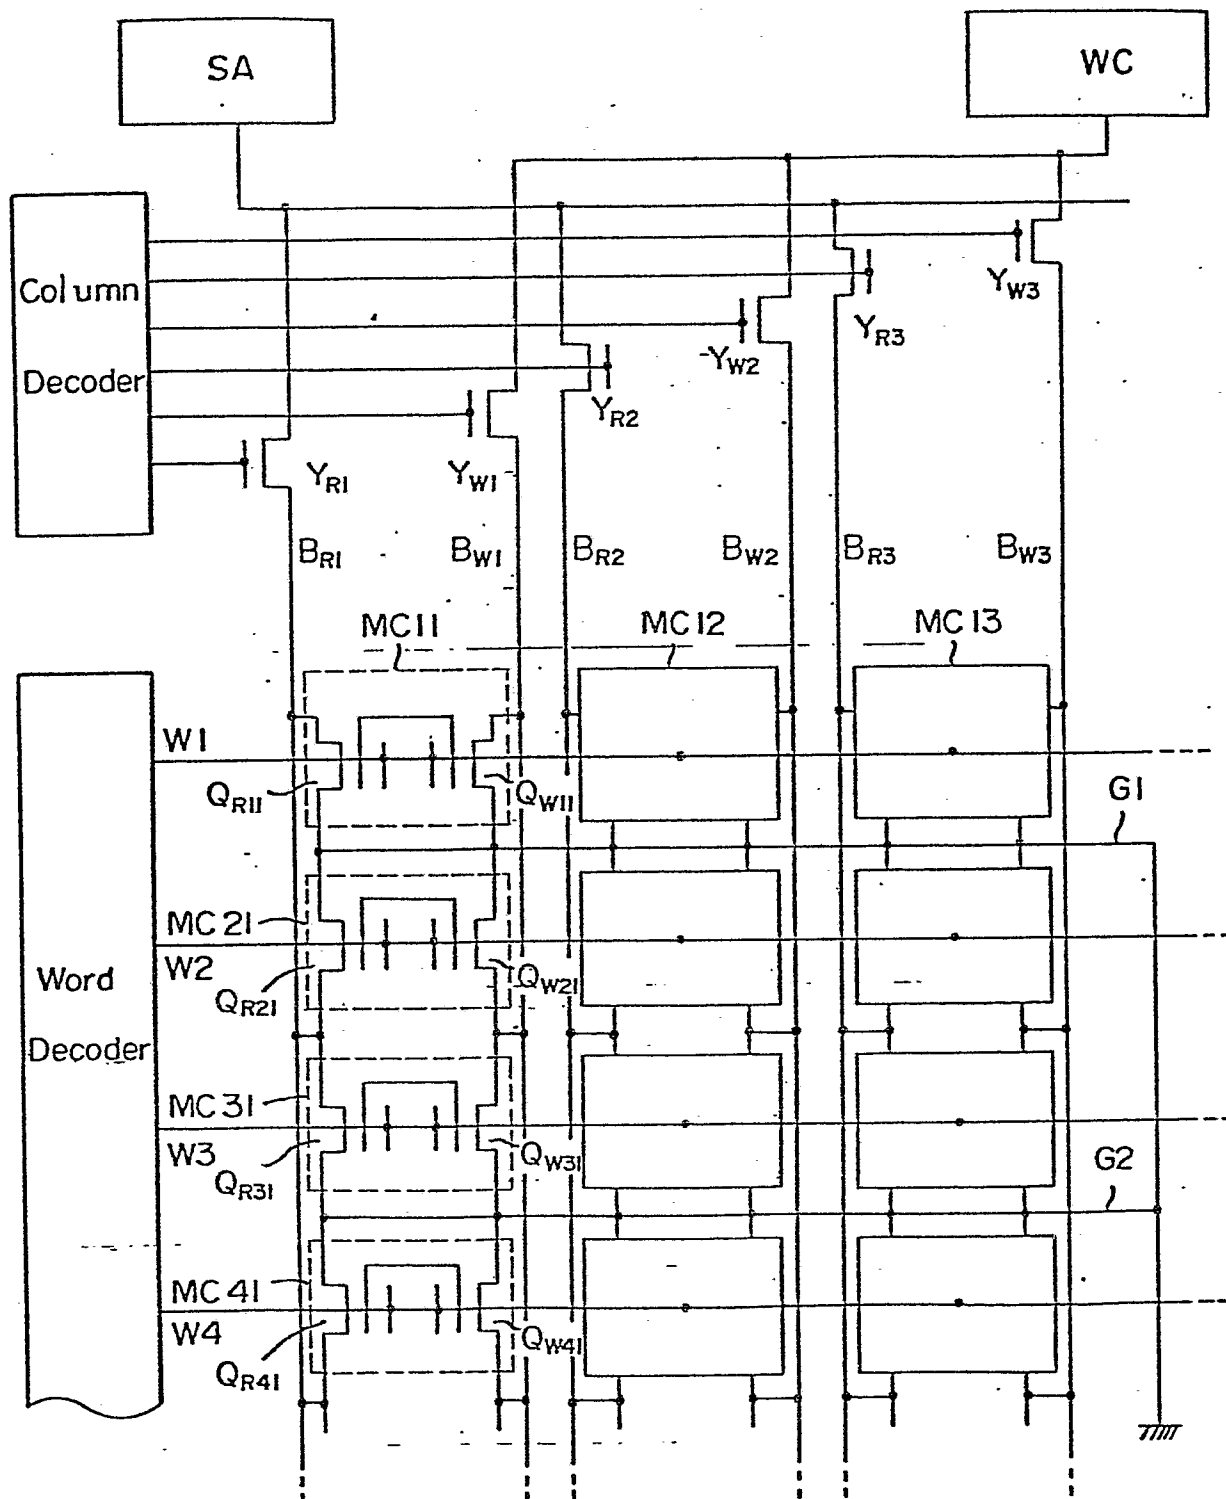 SA
WC
Column
Decoder
YW3
YR3
YW2
YR2
YR1
YW1
BR1
BW1
BR2
BW2
BR3
BW3
MC11
MC12
MC13
W1
QR11
QW11
G1
MC21
W2
QR21
QW21
Word
Decoder
MC31
W3
QR31
QW31
G2
MC41
W4
QR41
QW41